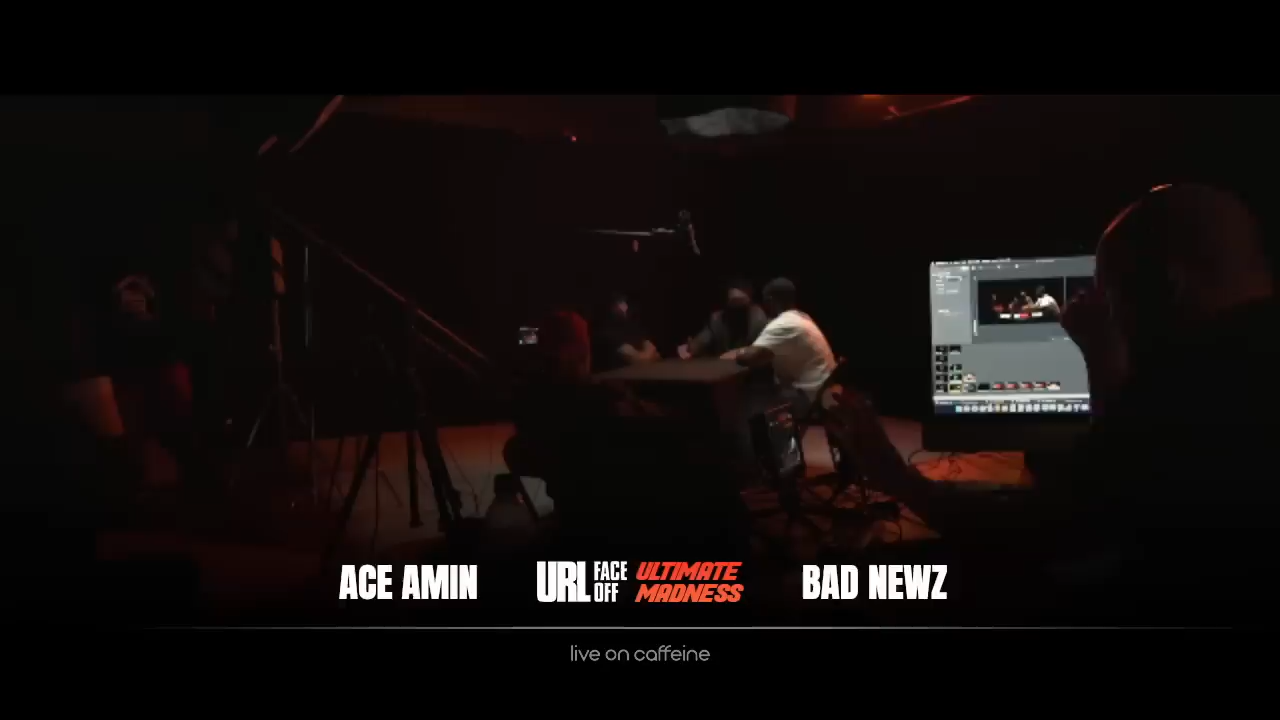 ACE AMIN
URL FACE OFF ULTIMATE MADNESS
BAD NEWZ
live on caffeine